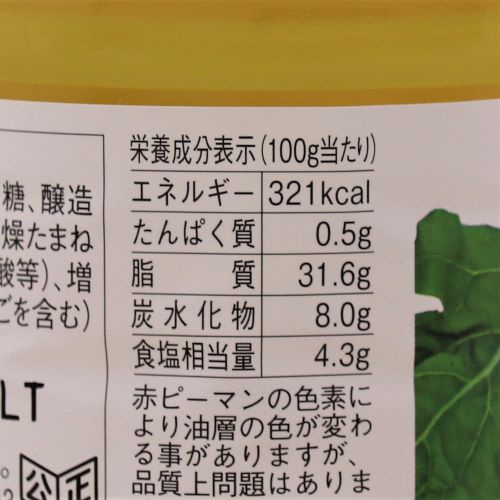 栄養成分表示(100g当たり)
エネルギー 321kcal
たんぱく質 0.5g
脂質 31.6g
炭水化物 8.0g
食塩相当量 4.3g
赤ピーマンの色素に
より油層の色が変わ
る事がありますが、
品質上問題はありま
糖、醸造
燥たまね
酸等)、増
ごを含む)
LT
公正